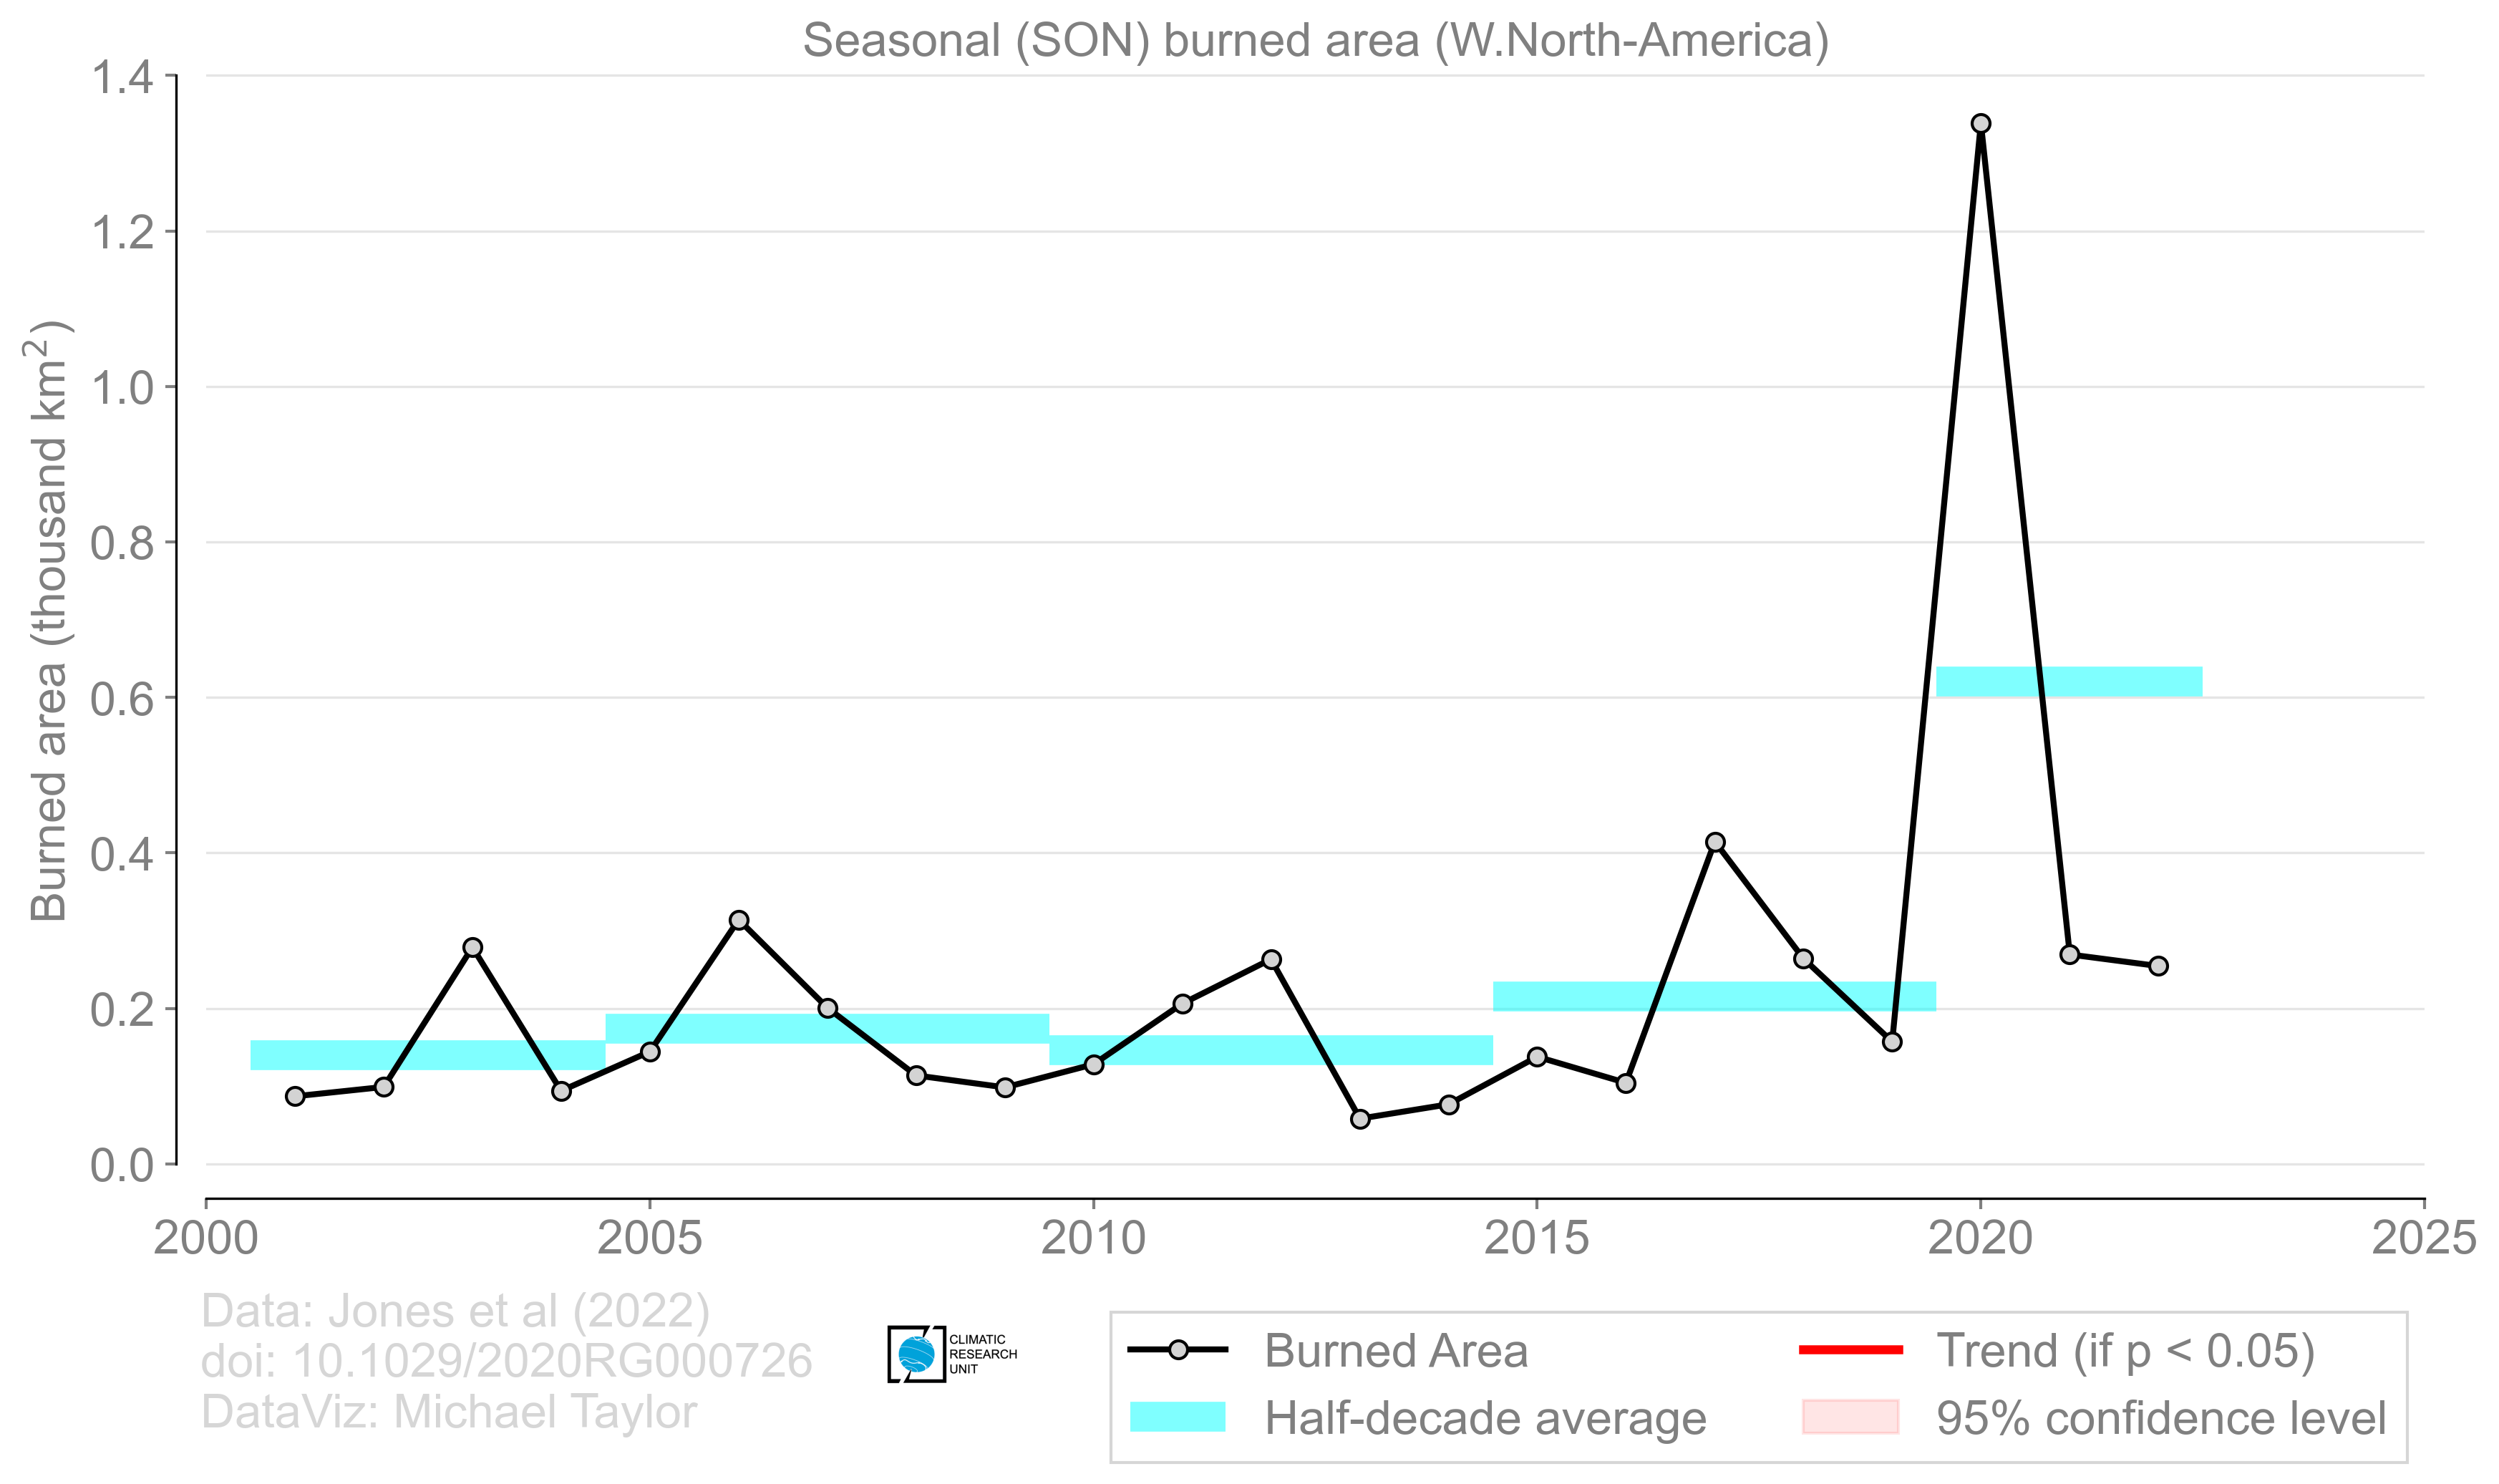 Seasonal (SON) burned area (W.North-America)
Burned area (thousand km²)
1.4
1.2
1.0
0.8
0.6
0.4
0.2
0.0
2000 2005 2010 2015 2020 2025
Data: Jones et al (2022)
doi: 10.1029/2020RG000726
DataViz: Michael Taylor
CLIMATIC
RESEARCH
UNIT
Burned Area
Half-decade average
Trend (if p < 0.05)
95% confidence level